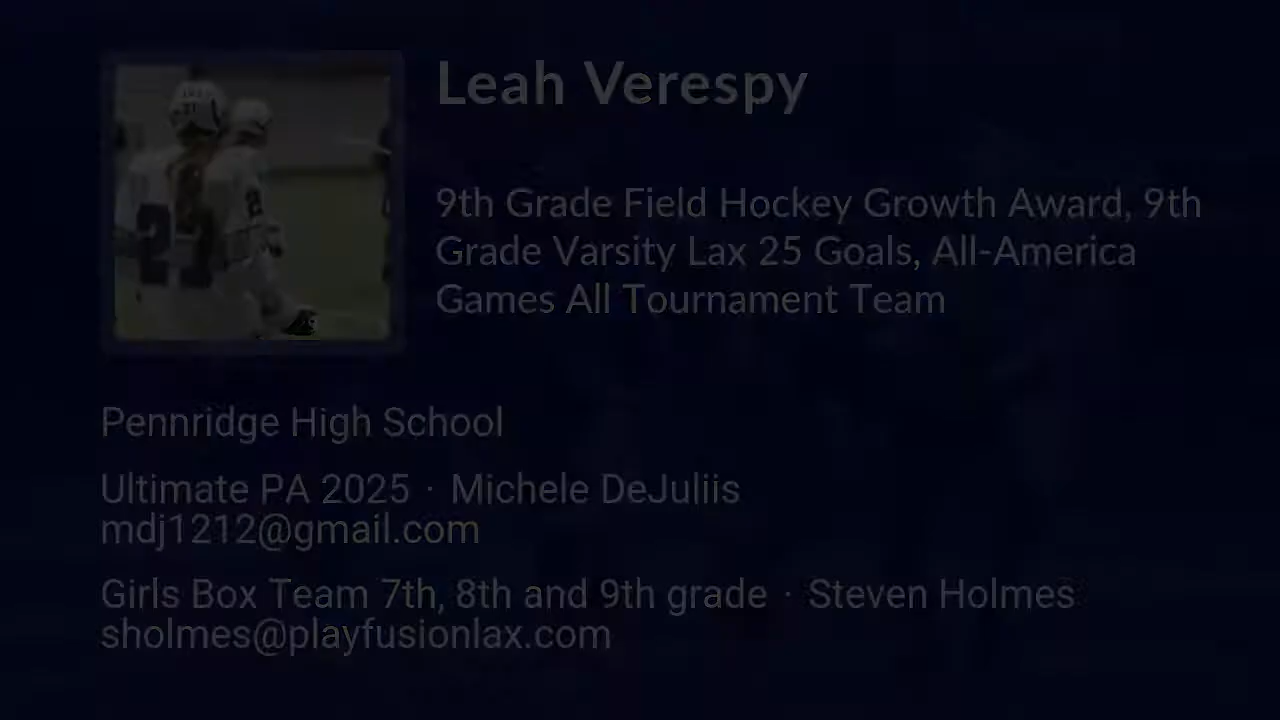 Leah Verespy
9th Grade Field Hockey Growth Award, 9th
Grade Varsity Lax 25 Goals, All-America
Games All Tournament Team
Pennridge High School
Ultimate PA 2025 · Michele DeJuliis
mdj1212@gmail.com
Girls Box Team 7th, 8th and 9th grade · Steven Holmes
sholmes@playfusionlax.com